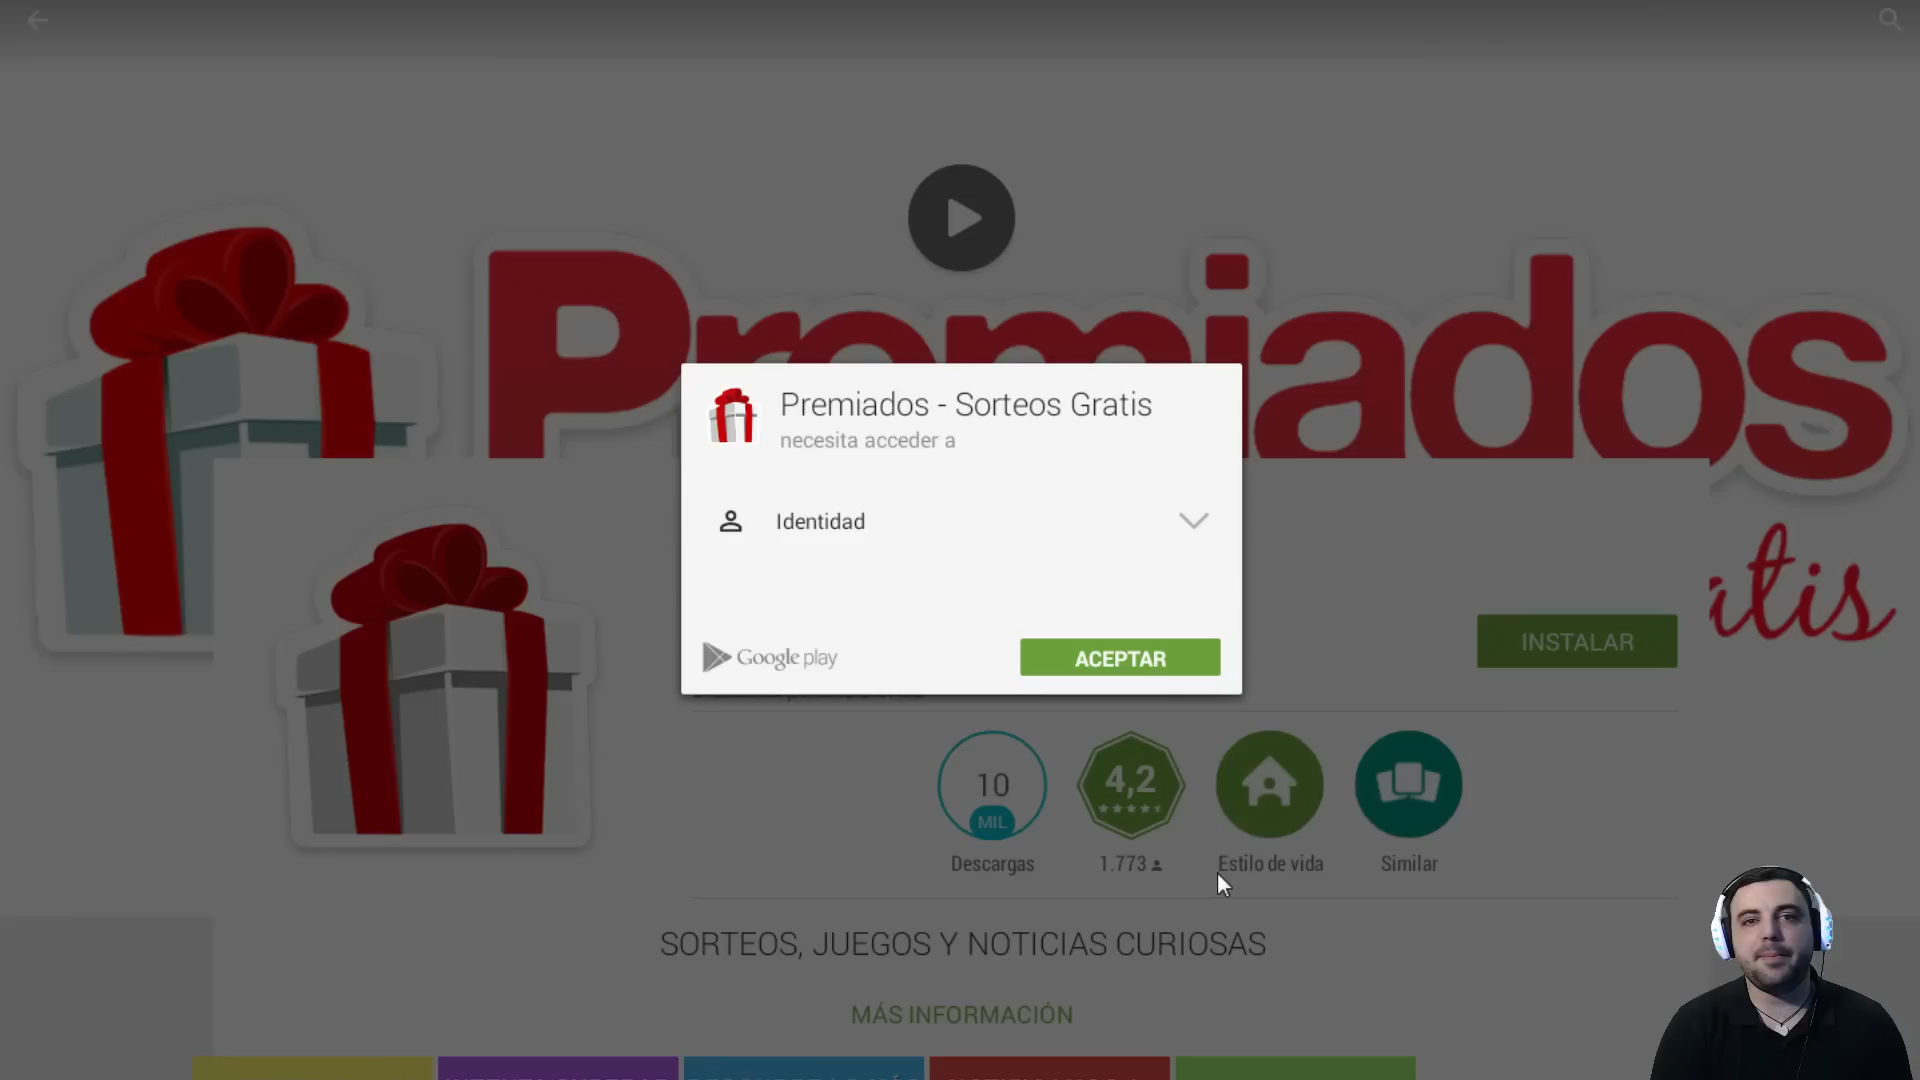 Premiados
Premiados - Sorteos Gratis
necesita acceder a
Identidad
INSTALAR
Google play
ACEPTAR
10
MIL
4,2
Descargas
1.773
Estilo de vida
Similar
SORTEOS, JUEGOS Y NOTICIAS CURIOSAS
MÁS INFORMACIÓN